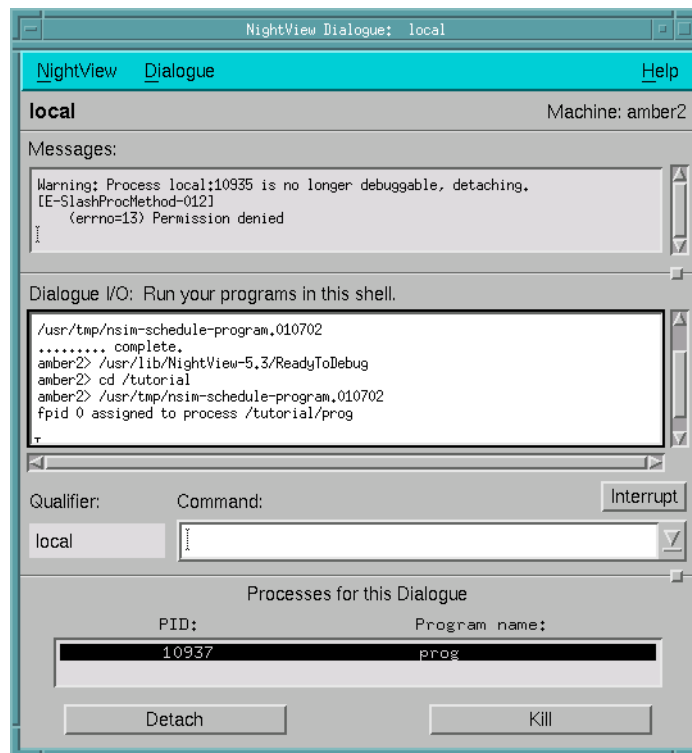 NightView Dialogue: local
NightView Dialogue Help
local Machine: amber2
Messages:
Warning: Process local:10935 is no longer debuggable, detaching.
[E-SlashProcMethod-012]
(errno=13) Permission denied
Dialogue I/O: Run your programs in this shell.
/usr/tmp/nsim-schedule-program.010702
......... complete.
amber2> /usr/lib/NightView-5.3/ReadyToDebug
amber2> cd /tutorial
amber2> /usr/tmp/nsim-schedule-program.010702
fpid 0 assigned to process /tutorial/prog
Interrupt
Qualifier: Command:
local
Processes for this Dialogue
PID: Program name:
10937 prog
Detach Kill